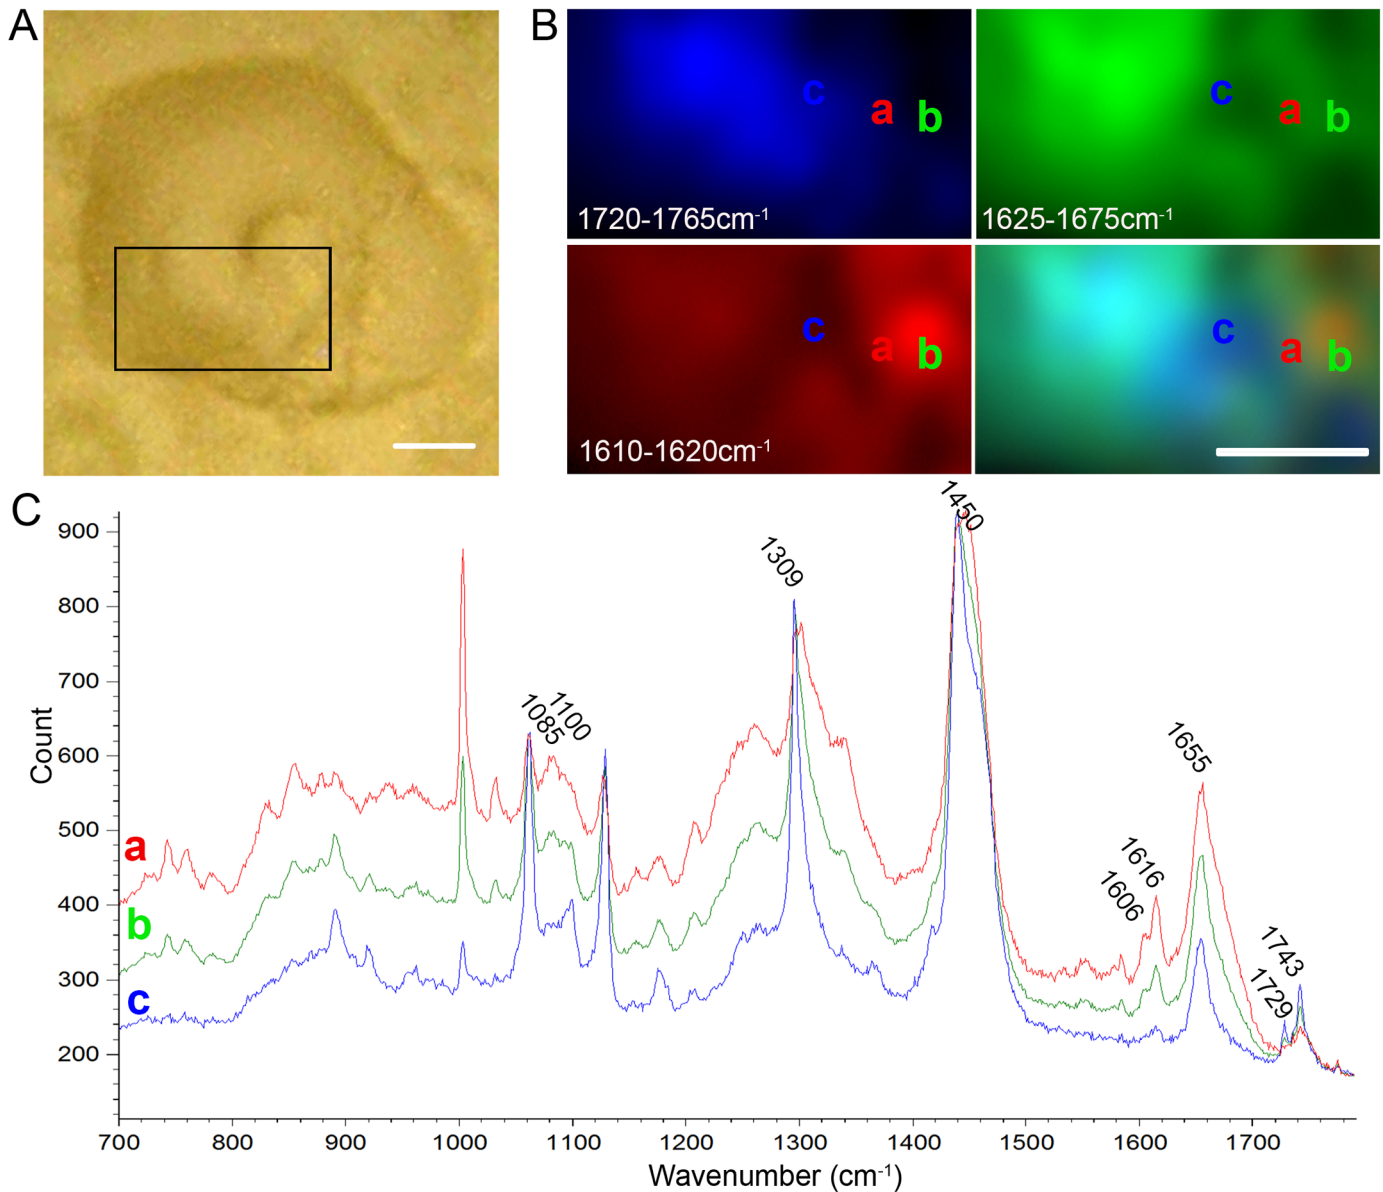 A
B
c
a
b
1720-1765cm-1
c
a
b
1625-1675cm-1
c
a
b
1610-1620cm-1
c
a
b
C
Count
900
800
700
600
500
400
300
200
a
b
c
1085
1100
1309
1450
1606
1616
1655
1729
1743
700
800
900
1000
1100
1200
1300
1400
1500
1600
1700
Wavenumber (cm-1)